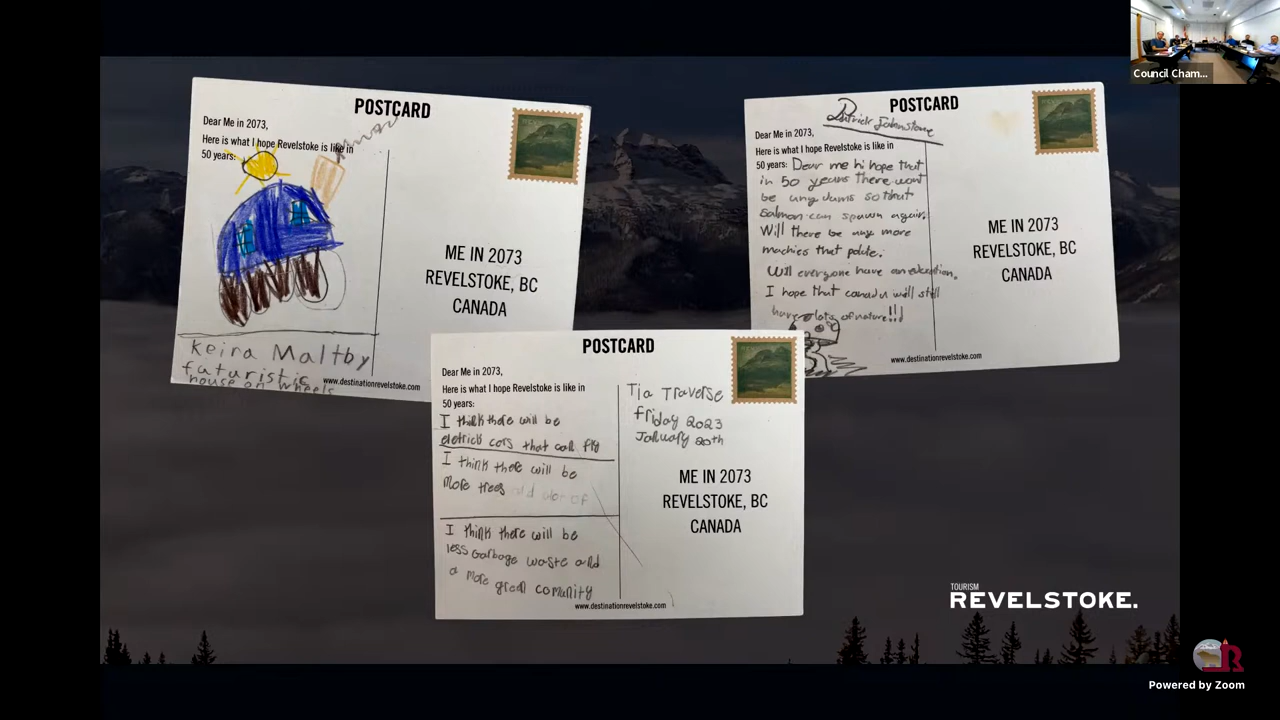 Council Cham...
POSTCARD
Dear Me in 2073,
Here is what I hope Revelstoke is like in
50 years:
ME IN 2073
REVELSTOKE, BC
CANADA
Keira Maltby
futuristic
house on wheels
www.destinationrevelstoke.com
POSTCARD
Patrick Johnstone
Dear Me in 2073,
Here is what I hope Revelstoke is like in
50 years: Dear me hi hope that
in 50 years there wont
be any dams so that
Salmon can spawn again.
Will there be any more
machies that polute.
Will everyone have an
I hope that canada will still
have lots of nature!!!
ME IN 2073
REVELSTOKE, BC
CANADA
www.destinationrevelstoke.com
POSTCARD
Dear Me in 2073,
Here is what I hope Revelstoke is like in
50 years:
I think there will be
eletrick cars that can fly
I think there will be
More trees
I think there will be
less Garbage waste and
a more green comunity
Tia Traverse
Friday 2023
January 20th
ME IN 2073
REVELSTOKE, BC
CANADA
www.destinationrevelstoke.com
TOURISM
REVELSTOKE.
R
Powered by Zoom